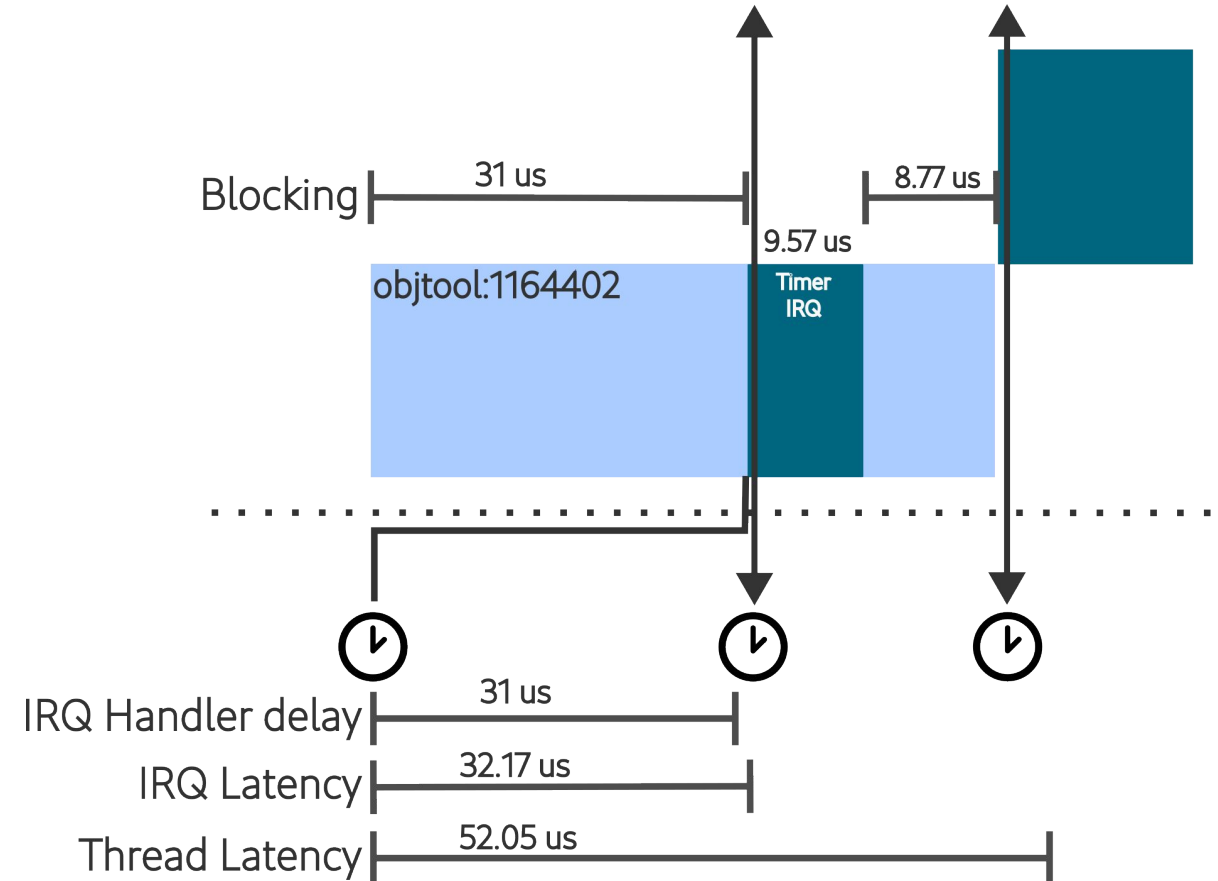 31 us
8.77 us
Blocking
9.57 us
objtool:1164402
Timer
IRQ
31 us
IRQ Handler delay
32.17 us
IRQ Latency
52.05 us
Thread Latency